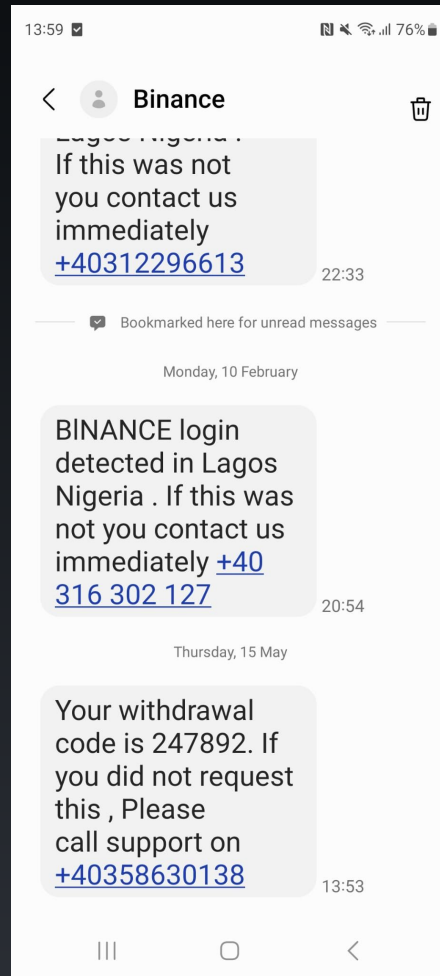 13:59
76%
Binance
Lagos Nigeria .
If this was not
you contact us
immediately
+40312296613
22:33
Bookmarked here for unread messages
Monday, 10 February
BINANCE login
detected in Lagos
Nigeria . If this was
not you contact us
immediately +40
316 302 127
20:54
Thursday, 15 May
Your withdrawal
code is 247892. If
you did not request
this , Please
call support on
+40358630138
13:53